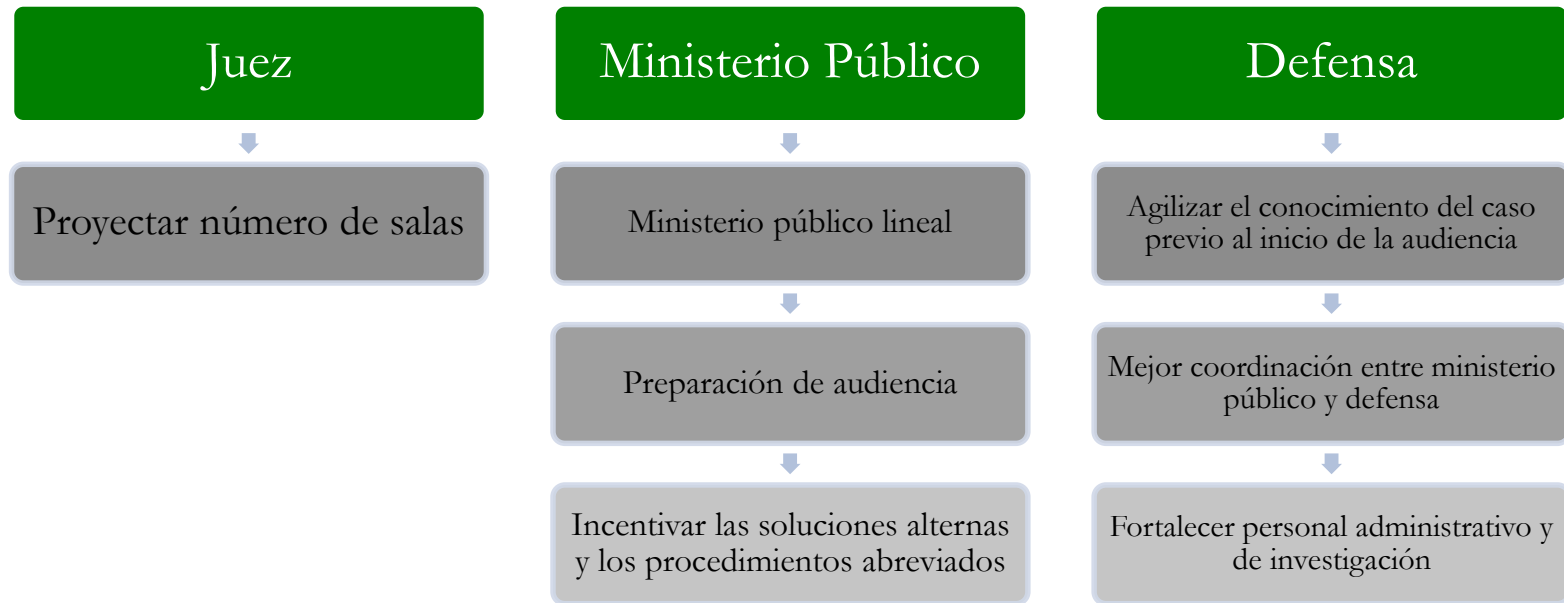 Juez
Proyectar número de salas
Ministerio Público
Ministerio público lineal
Preparación de audiencia
Incentivar las soluciones alternas
y los procedimientos abreviados
Defensa
Agilizar el conocimiento del caso
previo al inicio de la audiencia
Mejor coordinación entre ministerio
público y defensa
Fortalecer personal administrativo y
de investigación